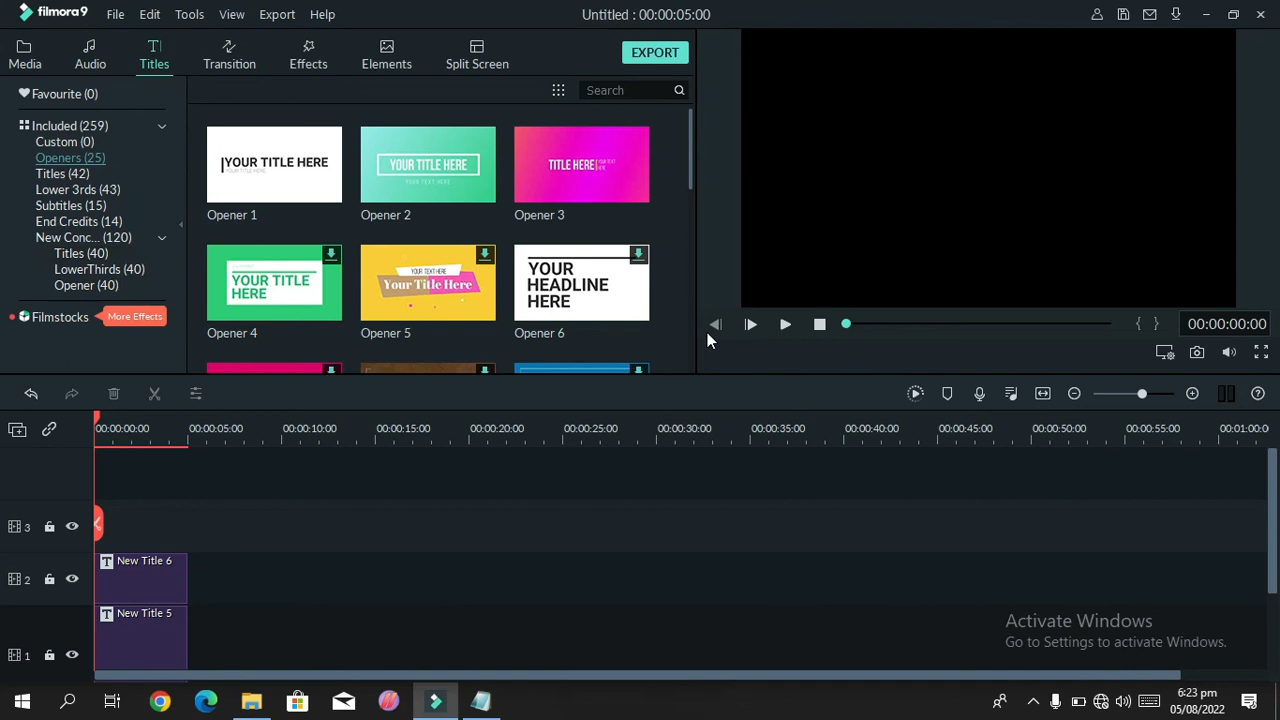 filmora9
File Edit Tools View Export Help
Untitled : 00:00:05:00
Media Audio Titles Transition Effects Elements Split Screen
EXPORT
Favourite (0)
Included (259)
Custom (0)
Openers (25)
Titles (42)
Lower 3rds (43)
Subtitles (15)
End Credits (14)
New Conc... (120)
Titles (40)
LowerThirds (40)
Opener (40)
Filmstocks
More Effects
Search
YOUR TITLE HERE
Opener 1
YOUR TITLE HERE
YOUR TEXT HERE
Opener 2
TITLE HERE
Opener 3
YOUR TITLE
HERE
Opener 4
YOUR TEXT HERE
Your Title Here
Opener 5
YOUR
HEADLINE
HERE
Opener 6
00:00:00:00
00:00:00:00 00:00:05:00 00:00:10:00 00:00:15:00 00:00:20:00 00:00:25:00 00:00:30:00 00:00:35:00 00:00:40:00 00:00:45:00 00:00:50:00 00:00:55:00 00:01:00:0
3
2
New Title 6
New Title 5
1
Activate Windows
Go to Settings to activate Windows.
6:23 pm
05/08/2022